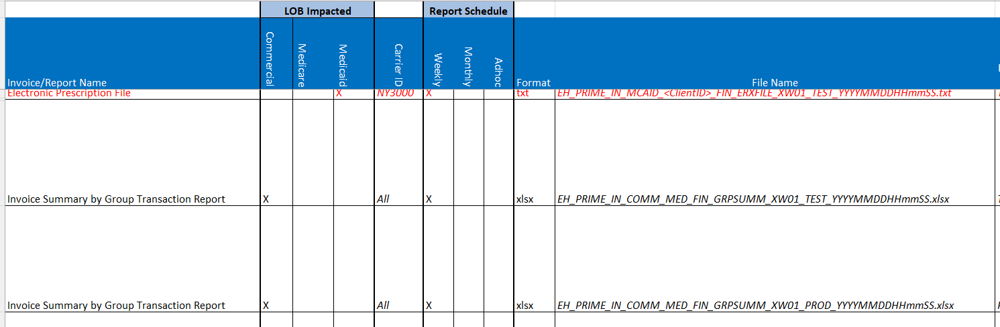 LOB Impacted Report Schedule
Invoice/Report Name Commercial Medicare Medicaid Carrier ID Weekly Monthly Adhoc Format File Name
Electronic Prescription File X NY3000 X txt EH_PRIME_IN_MCAID_<ClientID>_FIN_ERXFILE_XW01_TEST_YYYYMMDDHHmmSS.txt
Invoice Summary by Group Transaction Report X All X xlsx EH_PRIME_IN_COMM_MED_FIN_GRPSUMM_XW01_TEST_YYYYMMDDHHmmSS.xlsx
Invoice Summary by Group Transaction Report X All X xlsx EH_PRIME_IN_COMM_MED_FIN_GRPSUMM_XW01_PROD_YYYYMMDDHHmmSS.xlsx